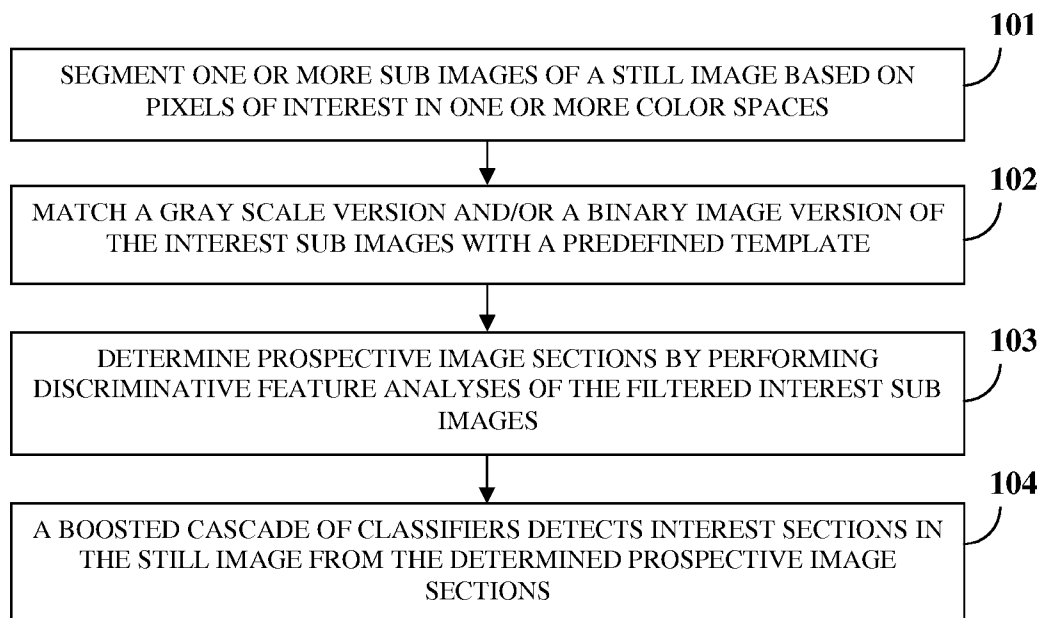 101
SEGMENT ONE OR MORE SUB IMAGES OF A STILL IMAGE BASED ON
PIXELS OF INTEREST IN ONE OR MORE COLOR SPACES
102
MATCH A GRAY SCALE VERSION AND/OR A BINARY IMAGE VERSION OF
THE INTEREST SUB IMAGES WITH A PREDEFINED TEMPLATE
103
DETERMINE PROSPECTIVE IMAGE SECTIONS BY PERFORMING
DISCRIMINATIVE FEATURE ANALYSES OF THE FILTERED INTEREST SUB
IMAGES
104
A BOOSTED CASCADE OF CLASSIFIERS DETECTS INTEREST SECTIONS IN
THE STILL IMAGE FROM THE DETERMINED PROSPECTIVE IMAGE
SECTIONS